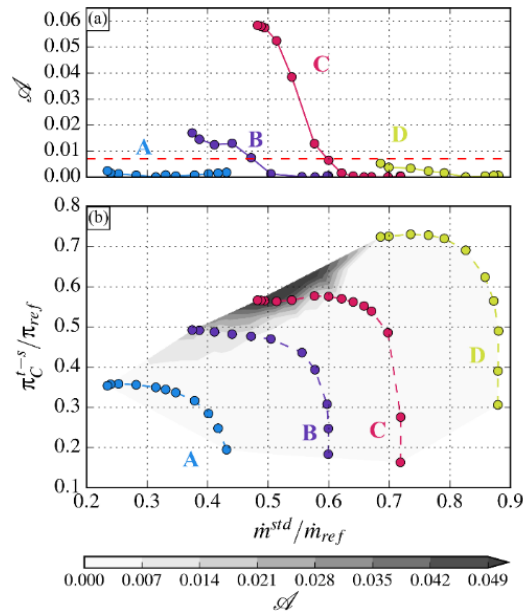 (a)
0.06
0.05
0.04
0.03
0.02
0.01
0.00
𝒜
A
B
C
D
(b)
0.8
0.7
0.6
0.5
0.4
0.3
0.2
0.1
π_C^{t−s}/π_ref
A
B
C
D
0.2 0.3 0.4 0.5 0.6 0.7 0.8 0.9
ṁ^{std}/ṁ_{ref}
0.000 0.007 0.014 0.021 0.028 0.035 0.042 0.049
𝒜